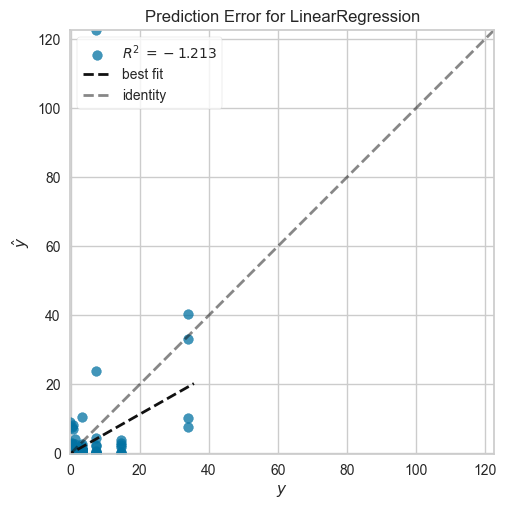 Prediction Error for LinearRegression
R² = −1.213
best fit
identity
120
100
80
60
40
20
0
ŷ
0 20 40 60 80 100 120
y